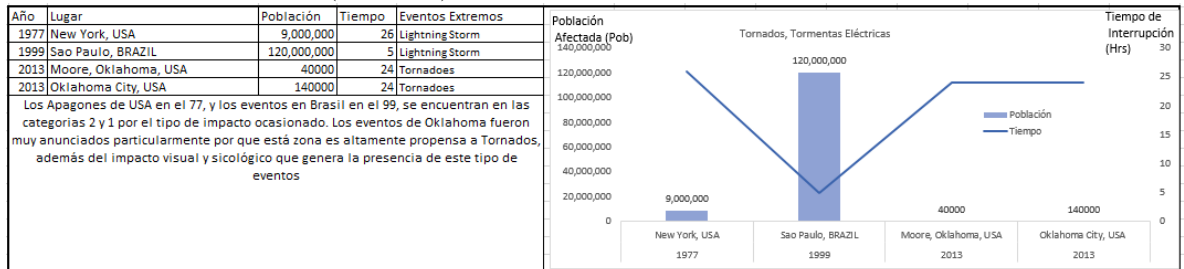 Año Lugar Población Tiempo Eventos Extremos
1977 New York, USA 9,000,000 26 Lightning Storm
1999 Sao Paulo, BRAZIL 120,000,000 5 Lightning Storm
2013 Moore, Oklahoma, USA 40000 24 Tornadoes
2013 Oklahoma City, USA 140000 24 Tornadoes
Los Apagones de USA en el 77, y los eventos en Brasil en el 99, se encuentran en las
categorias 2 y 1 por el tipo de impacto ocasionado. Los eventos de Oklahoma fueron
muy anunciados particularmente por que está zona es altamente propensa a Tornados,
además del impacto visual y sicológico que genera la presencia de este tipo de
eventos
Población
Afectada (Pob)
Tornados, Tormentas Eléctricas
Tiempo de
Interrupción
(Hrs)
140,000,000
120,000,000
100,000,000
80,000,000
60,000,000
40,000,000
20,000,000
0
30
25
20
15
10
5
0
9,000,000
120,000,000
40000
140000
Población
Tiempo
New York, USA Sao Paulo, BRAZIL Moore, Oklahoma, USA Oklahoma City, USA
1977 1999 2013 2013